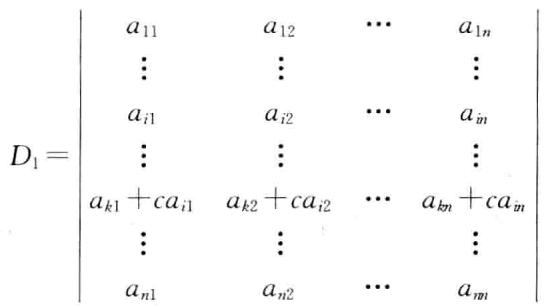 a₁₁ a₁₂ ⋯ a₁ₙ
⋮ ⋮ ⋮
aᵢ₁ aᵢ₂ ⋯ aᵢₙ
⋮ ⋮ ⋮
D₁ =
aₖ₁ + caᵢ₁ aₖ₂ + caᵢ₂ ⋯ aₖₙ + caᵢₙ
⋮ ⋮ ⋮
aₙ₁ aₙ₂ ⋯ aₙₙ